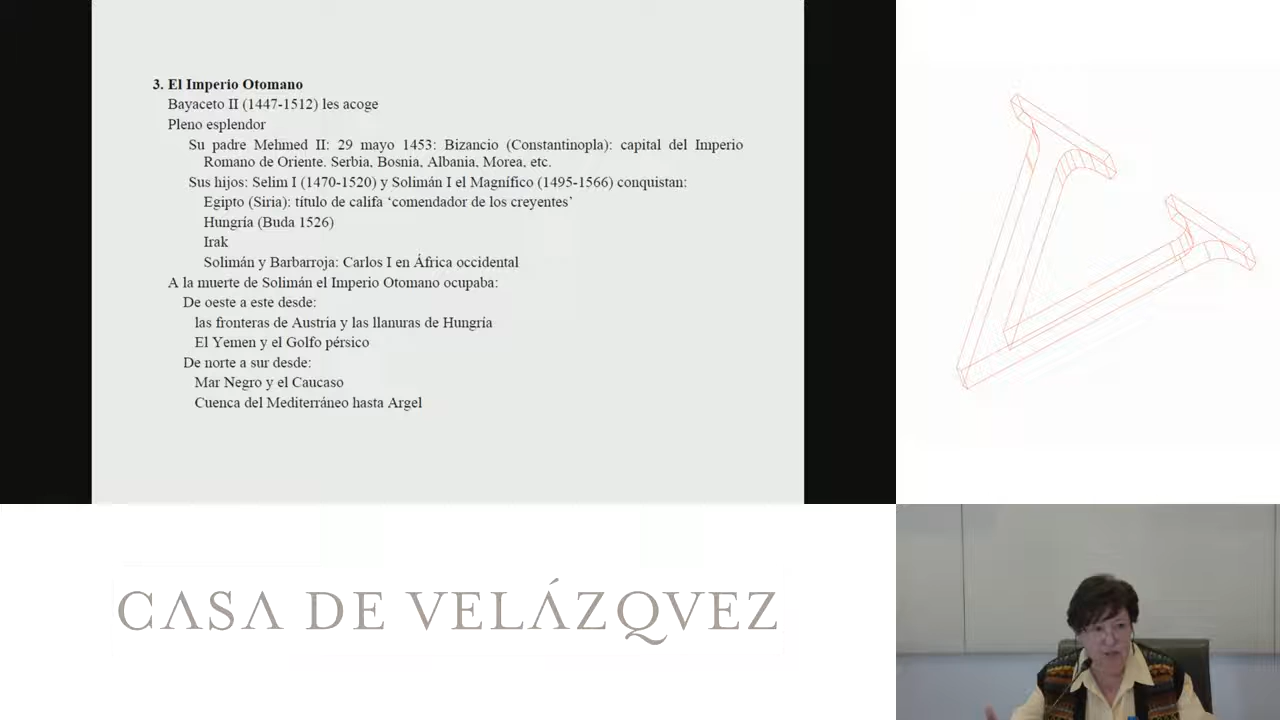 3. El Imperio Otomano
Bayaceto II (1447-1512) les acoge
Pleno esplendor
Su padre Mehmed II: 29 mayo 1453: Bizancio (Constantinopla): capital del Imperio
Romano de Oriente. Serbia, Bosnia, Albania, Morea, etc.
Sus hijos: Selim I (1470-1520) y Solimán I el Magnífico (1495-1566) conquistan:
Egipto (Siria): título de califa ‘comendador de los creyentes’
Hungría (Buda 1526)
Irak
Solimán y Barbarroja: Carlos I en África occidental
A la muerte de Solimán el Imperio Otomano ocupaba:
De oeste a este desde:
las fronteras de Austria y las llanuras de Hungría
El Yemen y el Golfo pérsico
De norte a sur desde:
Mar Negro y el Caucaso
Cuenca del Mediterráneo hasta Argel
CASA DE VELÁZQVEZ